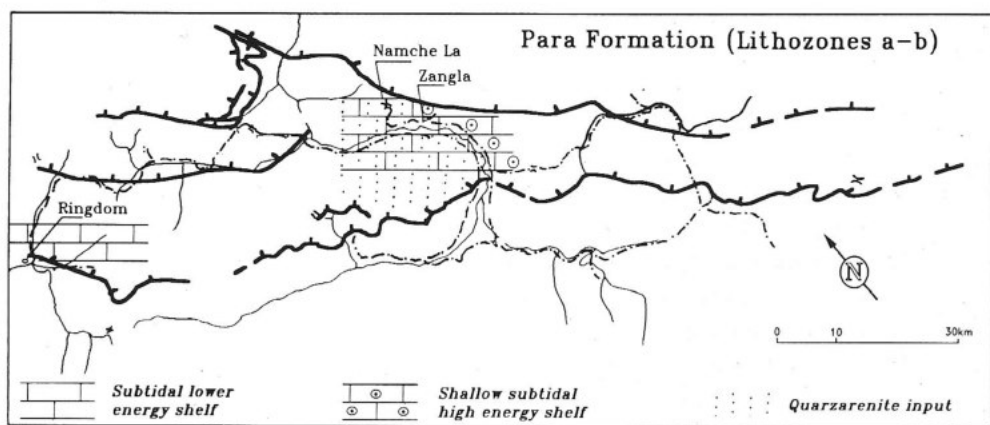 Para Formation (Lithozones a-b)
Namche La
Zangla
Ringdom
N
0 10 30km
Subtidal lower
energy shelf
Shallow subtidal
high energy shelf
Quarzarenite input